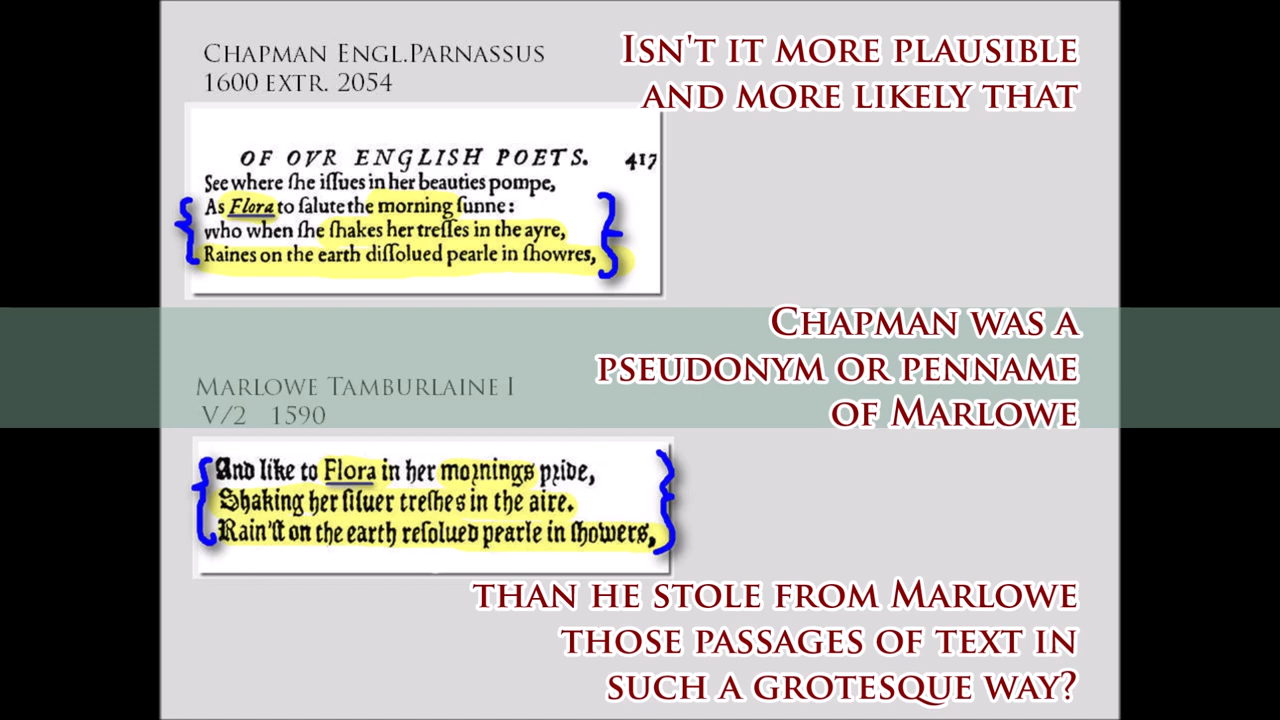 CHAPMAN ENGL.PARNASSUS
1600 EXTR. 2054
ISN'T IT MORE PLAUSIBLE
AND MORE LIKELY THAT
OF OVR ENGLISH POETS. 417
See where ſhe iſſues in her beauties pompe,
As Flora to ſalute the morning ſunne:
who when ſhe ſhakes her treſſes in the ayre,
Raines on the earth diſſolued pearle in ſhowres,
CHAPMAN WAS A
PSEUDONYM OR PENNAME
OF MARLOWE
MARLOWE TAMBURLAINE I
V/2 1590
And like to Flora in her mornings pride,
Shaking her ſiluer treſhes in the aire.
Rain'ſt on the earth reſolued pearle in ſhowers,
THAN HE STOLE FROM MARLOWE
THOSE PASSAGES OF TEXT IN
SUCH A GROTESQUE WAY?